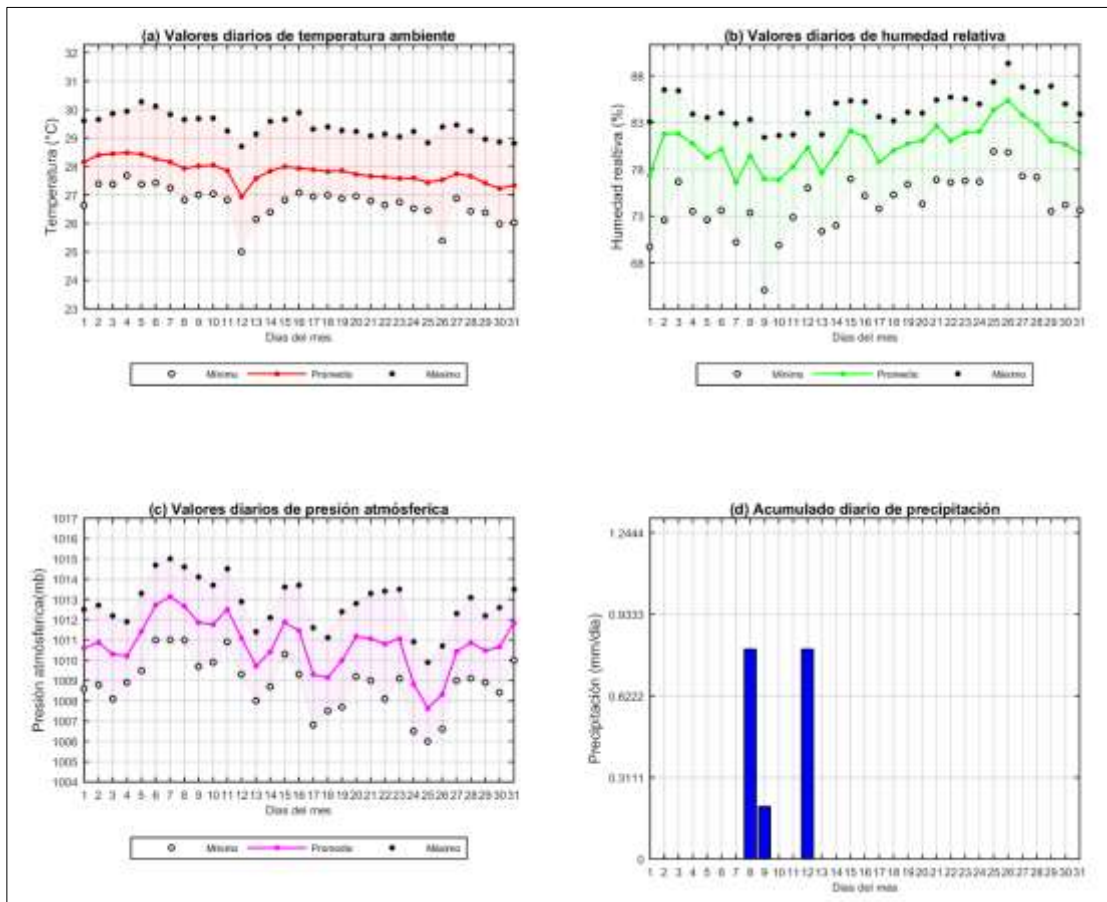 (a) Valores diarios de temperatura ambiente
32
31
30
29
28
27
26
25
24
23
Temperatura (°C)
1 2 3 4 5 6 7 8 9 10 11 12 13 14 15 16 17 18 19 20 21 22 23 24 25 26 27 28 29 30 31
Días del mes
Mínimo Promedio Máximo
(b) Valores diarios de humedad relativa
88
83
78
73
68
Humedad realtiva (%)
1 2 3 4 5 6 7 8 9 10 11 12 13 14 15 16 17 18 19 20 21 22 23 24 25 26 27 28 29 30 31
Días del mes
Mínimo Promedio Máximo
(c) Valores diarios de presión atmósferica
1017
1016
1015
1014
1013
1012
1011
1010
1009
1008
1007
1006
1005
1004
Presión atmósferica(mb)
1 2 3 4 5 6 7 8 9 10 11 12 13 14 15 16 17 18 19 20 21 22 23 24 25 26 27 28 29 30 31
Días del mes
Mínimo Promedio Máximo
(d) Acumulado diario de precipitación
1.2444
0.9333
0.6222
0.3111
0
Precipitación (mm/día)
1 2 3 4 5 6 7 8 9 10 11 12 13 14 15 16 17 18 19 20 21 22 23 24 25 26 27 28 29 30 31
Días del mes